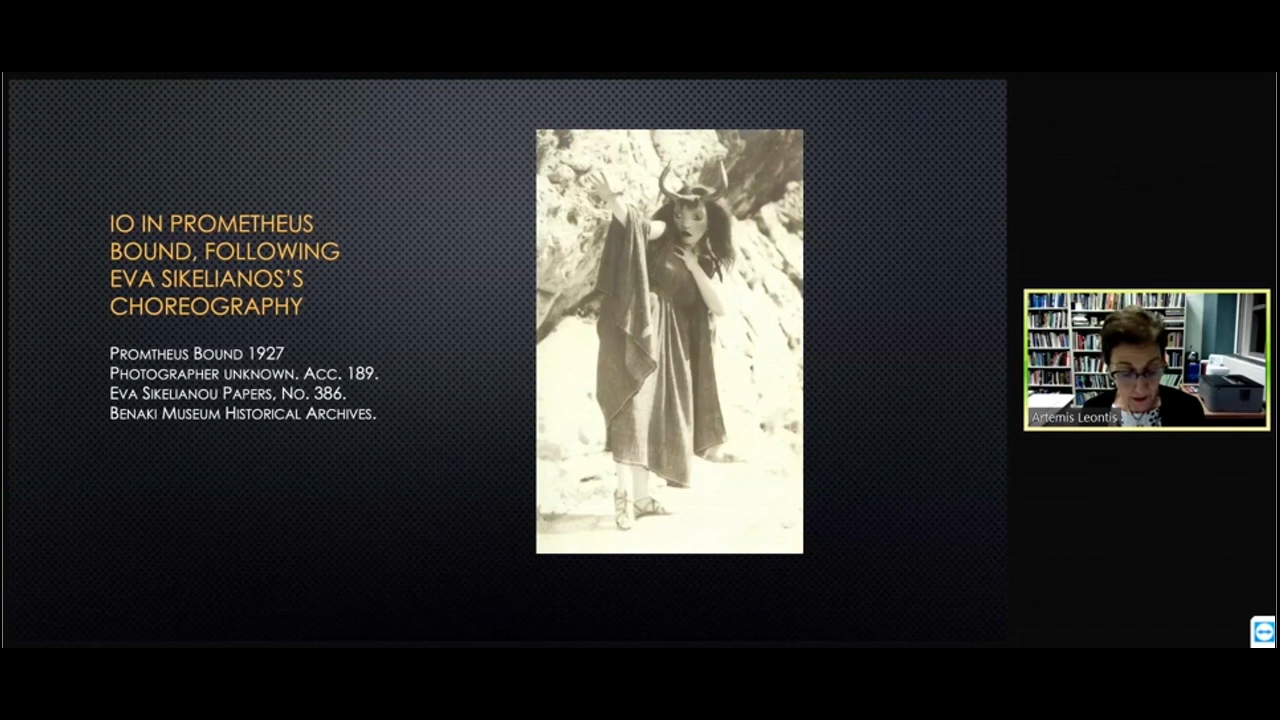 IO IN PROMETHEUS
BOUND, FOLLOWING
EVA SIKELIANOS'S
CHOREOGRAPHY
PROMTHEUS BOUND 1927
PHOTOGRAPHER UNKNOWN. ACC. 189.
EVA SIKELIANOU PAPERS, NO. 386.
BENAKI MUSEUM HISTORICAL ARCHIVES.
Artemis Leontis